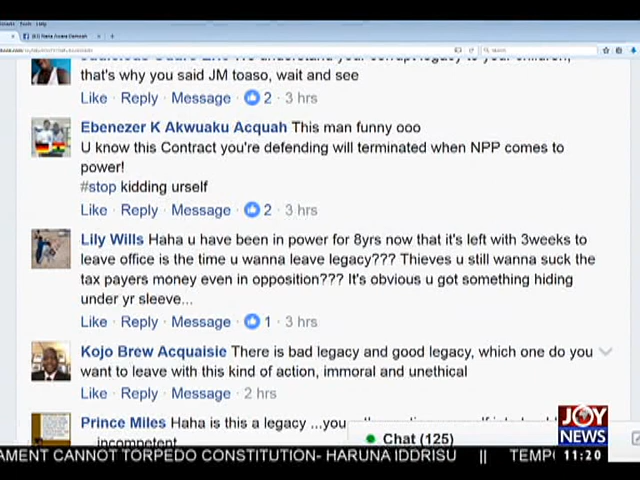 that's why you said JM toaso, wait and see
Like · Reply · Message · 2 · 3 hrs
Ebenezer K Akwuaku Acquah This man funny ooo
U know this Contract you're defending will terminated when NPP comes to
power!
#stop kidding urself
Like · Reply · Message · 2 · 3 hrs
Lily Wills Haha u have been in power for 8yrs now that it's left with 3weeks to
leave office is the time u wanna leave legacy??? Thieves u still wanna suck the
tax payers money even in opposition??? It's obvious u got something hiding
under yr sleeve...
Like · Reply · Message · 1 · 3 hrs
Kojo Brew Acquaisie There is bad legacy and good legacy, which one do you
want to leave with this kind of action, immoral and unethical
Like · Reply · Message · 2 hrs
Prince Miles Haha is this a legacy ...you
incompetent
Chat (125)
JOY
NEWS
AMENT CANNOT TORPEDO CONSTITUTION- HARUNA IDDRISU || TEMP
11:20